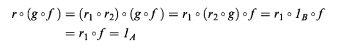 r ∘ (g ∘ f) = (r₁ ∘ r₂) ∘ (g ∘ f) = r₁ ∘ (r₂ ∘ g) ∘ f = r₁ ∘ 1_B ∘ f
= r₁ ∘ f = 1_A